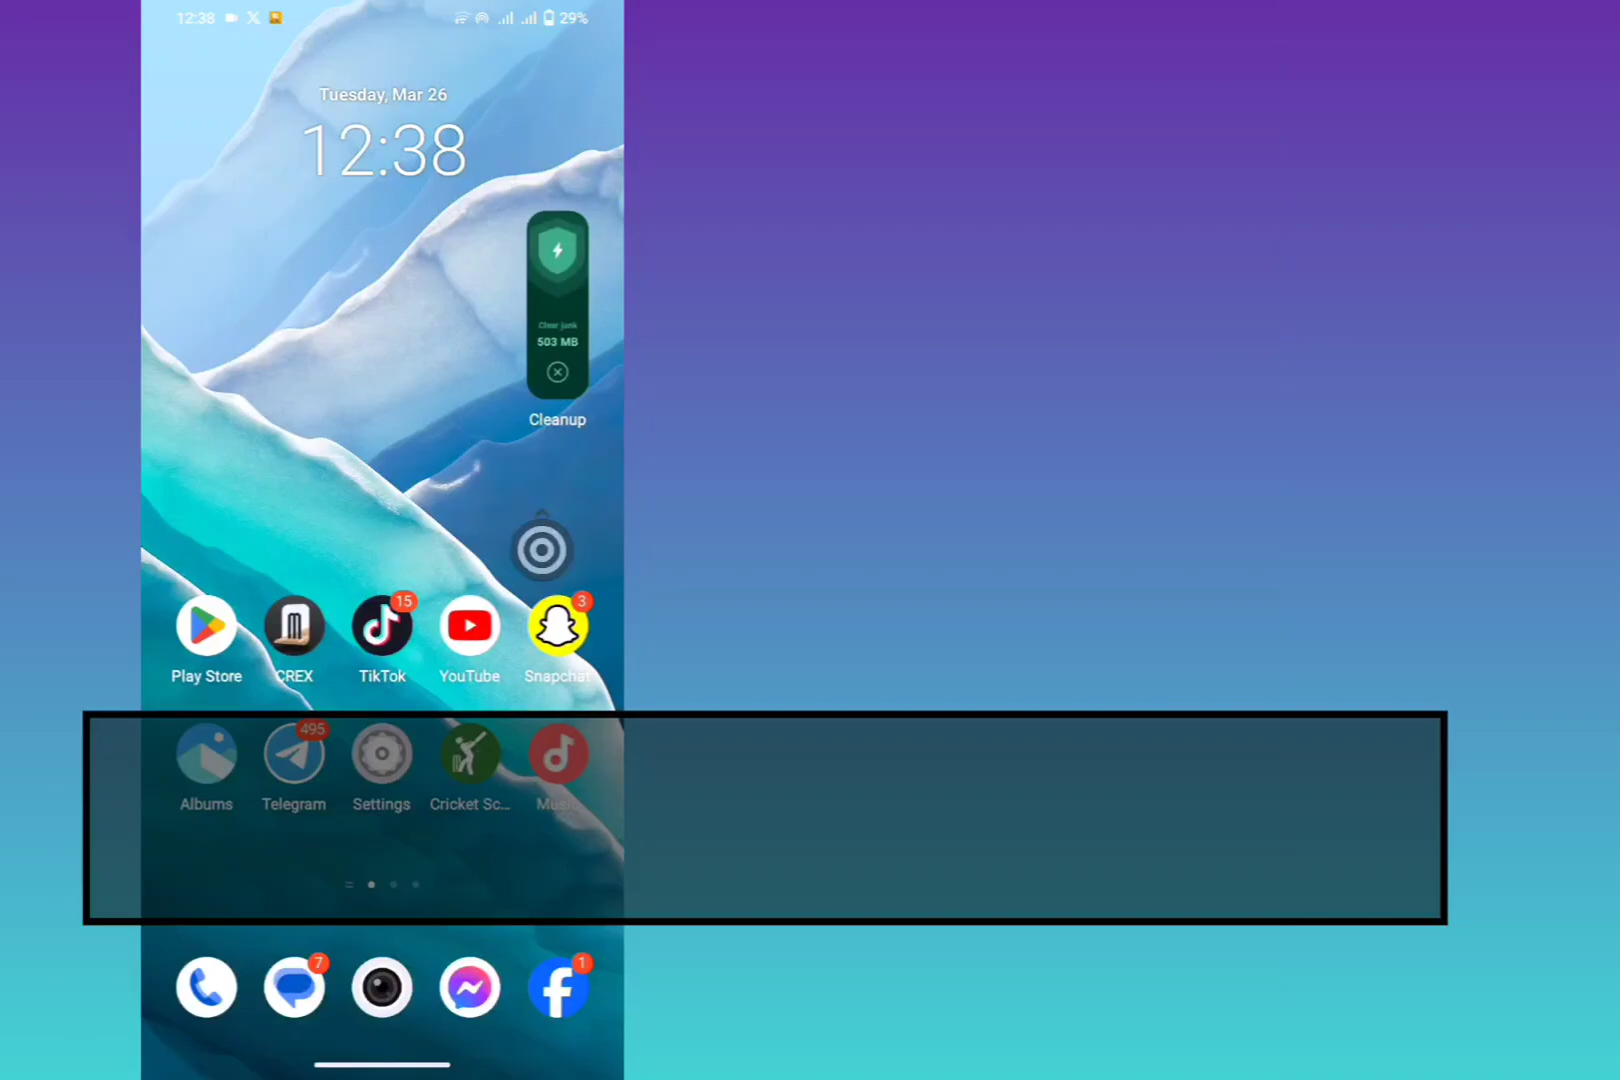 12:38
29%
Tuesday, Mar 26
12:38
Clear junk
503 MB
Cleanup
15
3
Play Store
CREX
TikTok
YouTube
Snapchat
495
Albums
Telegram
Settings
Cricket Sc...
Music
7
1